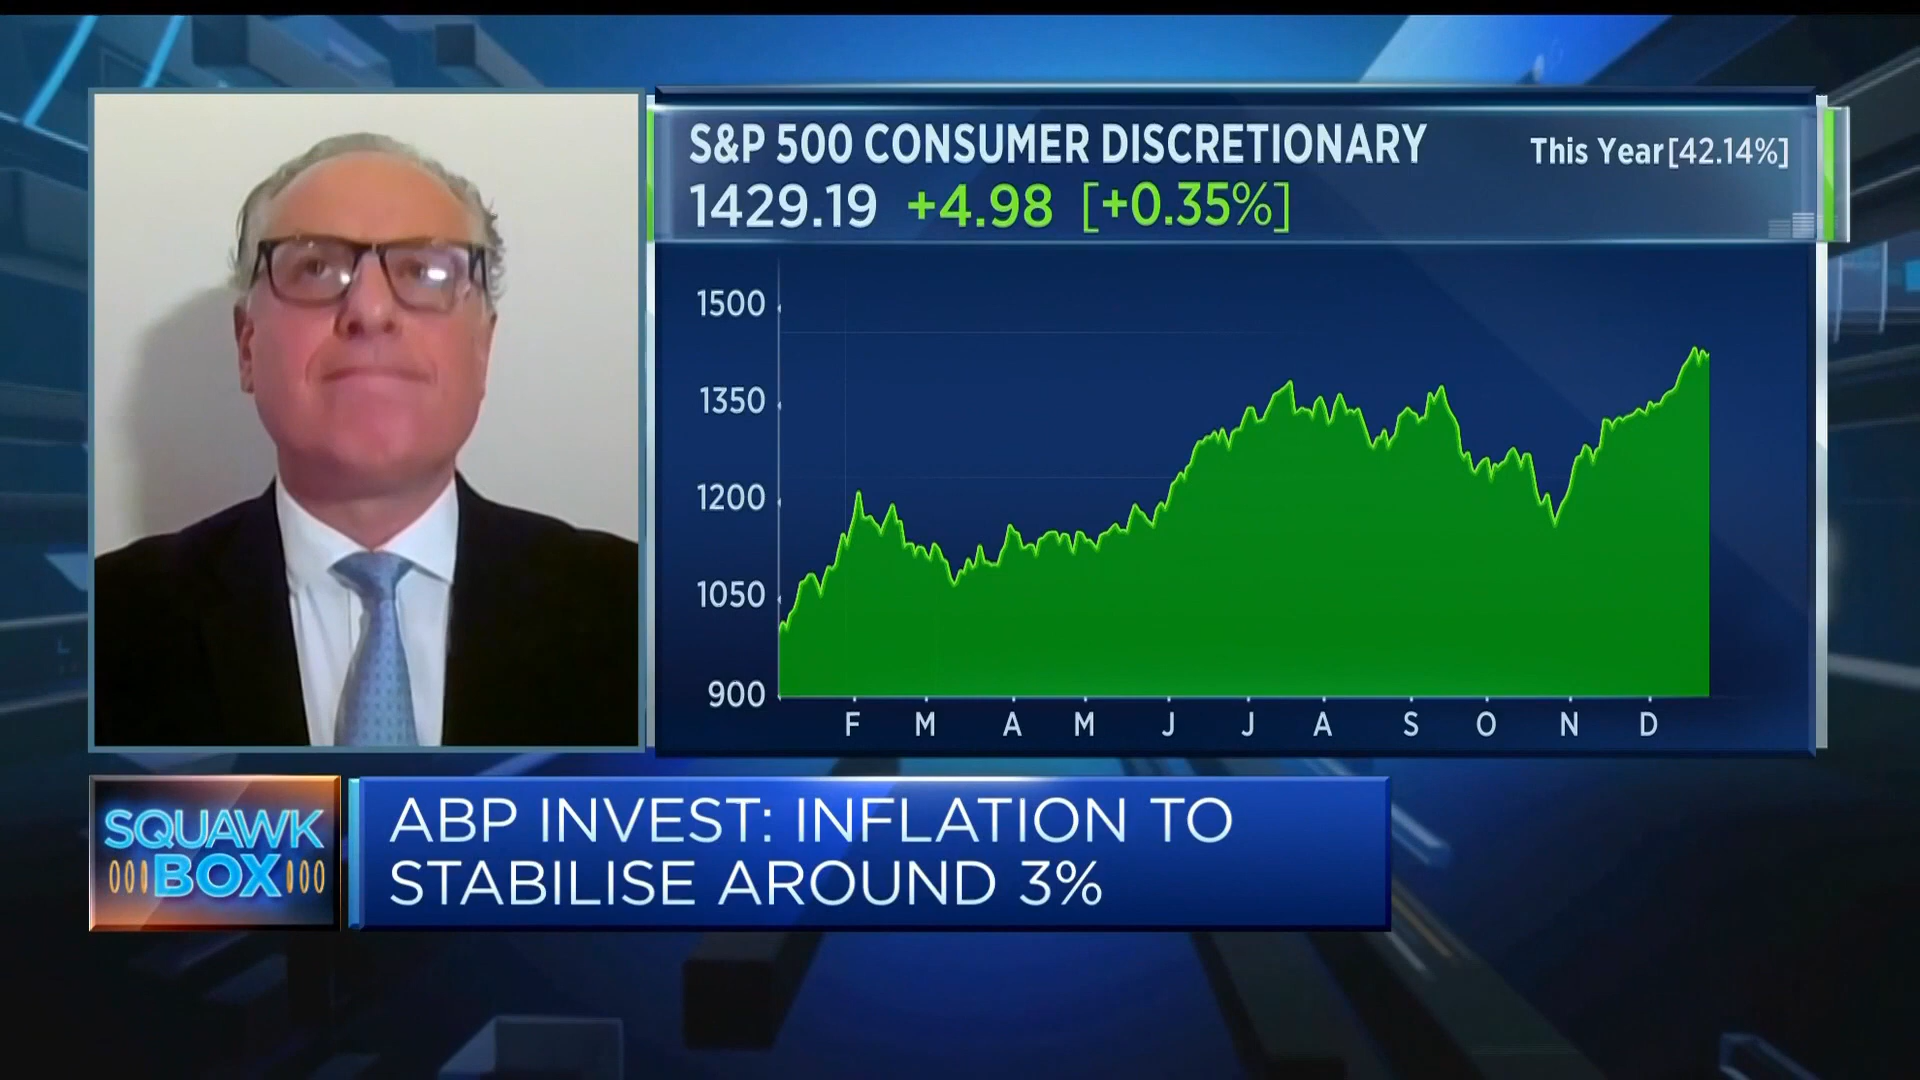 S&P 500 CONSUMER DISCRETIONARY
This Year[42.14%]
1429.19 +4.98 [+0.35%]
1500
1350
1200
1050
900
F M A M J J A S O N D
SQUAWK
BOX
ABP INVEST: INFLATION TO
STABILISE AROUND 3%